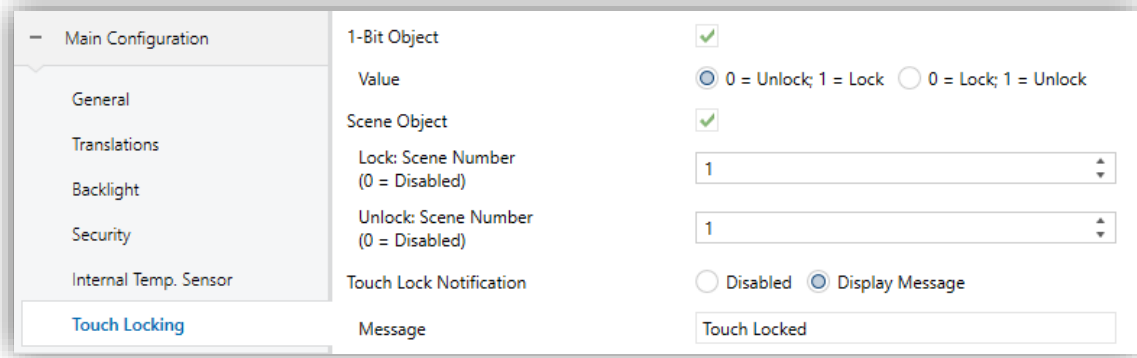 Main Configuration
General
Translations
Backlight
Security
Internal Temp. Sensor
Touch Locking
1-Bit Object
Value
0 = Unlock; 1 = Lock
0 = Lock; 1 = Unlock
Scene Object
Lock: Scene Number
(0 = Disabled)
1
Unlock: Scene Number
(0 = Disabled)
1
Touch Lock Notification
Disabled
Display Message
Message
Touch Locked